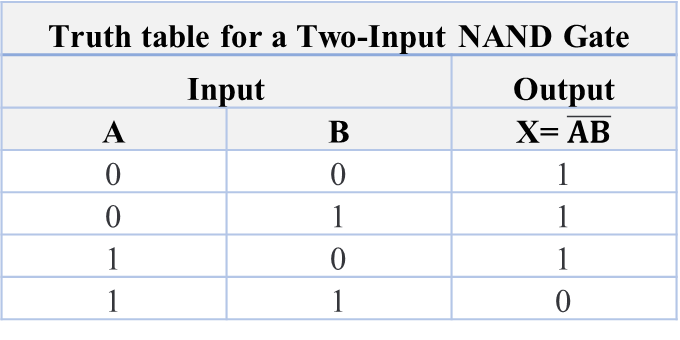 Truth table for a Two-Input NAND Gate
Input Output
A B X= A̅B̅
0 0 1
0 1 1
1 0 1
1 1 0